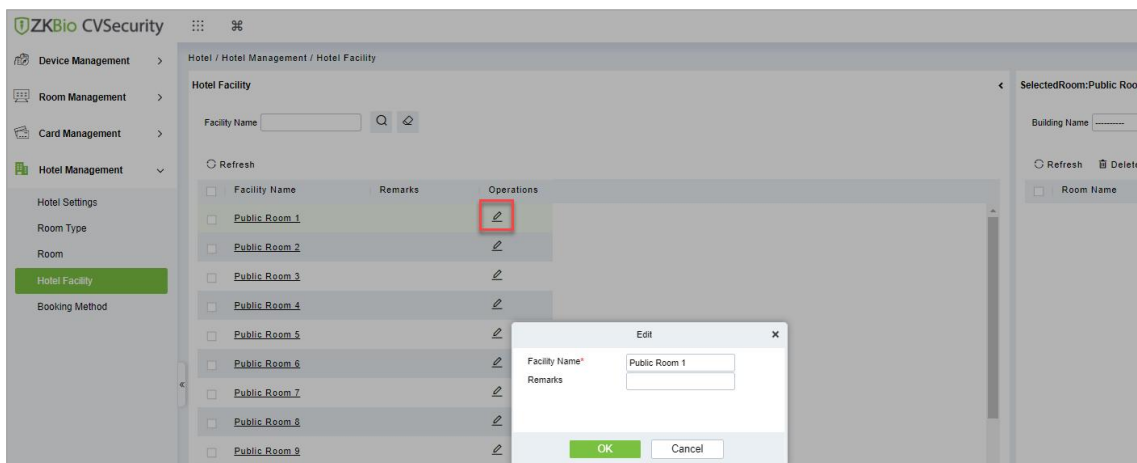 ZKBio CVSecurity
Device Management
Room Management
Card Management
Hotel Management
Hotel Settings
Room Type
Room
Hotel Facility
Booking Method
Hotel / Hotel Management / Hotel Facility
Hotel Facility
Facility Name
Refresh
Facility Name Remarks Operations
Public Room 1
Public Room 2
Public Room 3
Public Room 4
Public Room 5
Public Room 6
Public Room 7
Public Room 8
Public Room 9
SelectedRoom:Public Roo
Building Name ----------
Refresh Delete
Room Name
Edit
Facility Name* Public Room 1
Remarks
OK Cancel